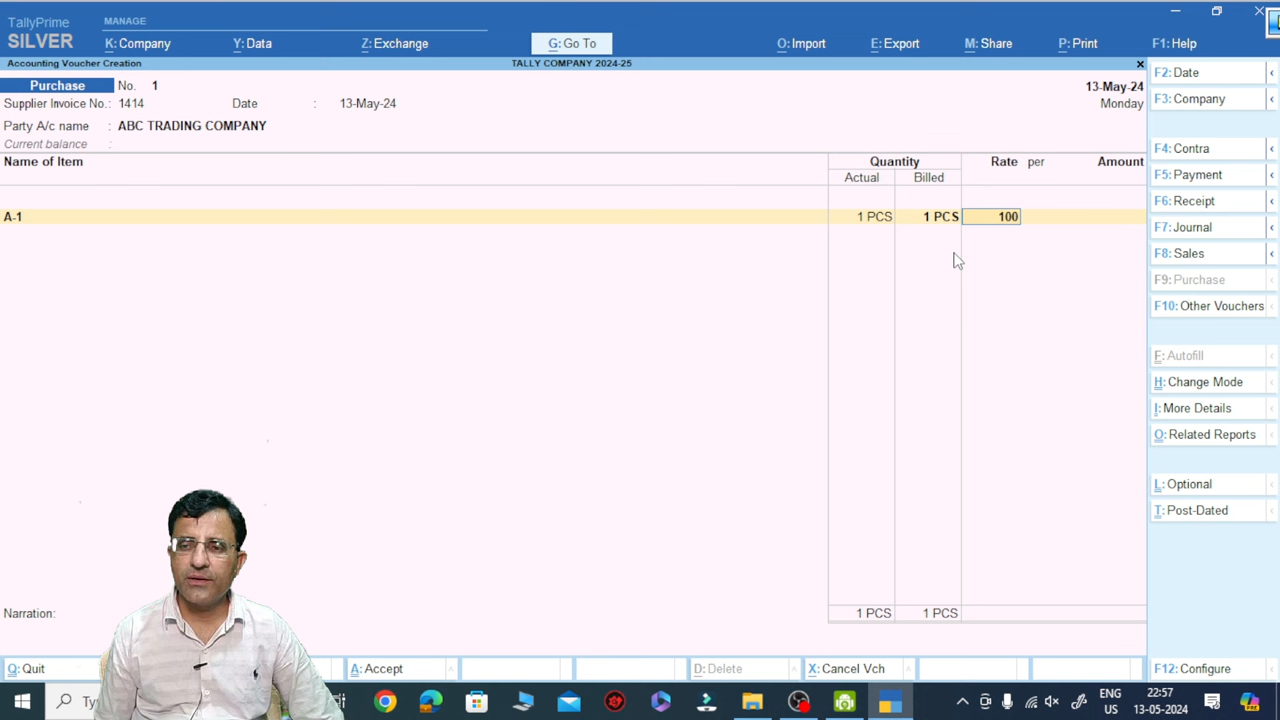 TallyPrime
SILVER
MANAGE
K: Company
Y: Data
Z: Exchange
G: Go To
O: Import
E: Export
M: Share
P: Print
F1: Help
Accounting Voucher Creation
TALLY COMPANY 2024-25
Purchase No. 1
13-May-24
Supplier Invoice No.: 1414 Date : 13-May-24
Monday
Party A/c name : ABC TRADING COMPANY
Current balance :
Name of Item Quantity Rate per Amount
Actual Billed
A-1 1 PCS 1 PCS 100
Narration: 1 PCS 1 PCS
F2: Date
F3: Company
F4: Contra
F5: Payment
F6: Receipt
F7: Journal
F8: Sales
F9: Purchase
F10: Other Vouchers
F: Autofill
H: Change Mode
I: More Details
O: Related Reports
L: Optional
T: Post-Dated
Q: Quit
A: Accept
D: Delete
X: Cancel Vch
F12: Configure
ENG 22:57
US 13-05-2024